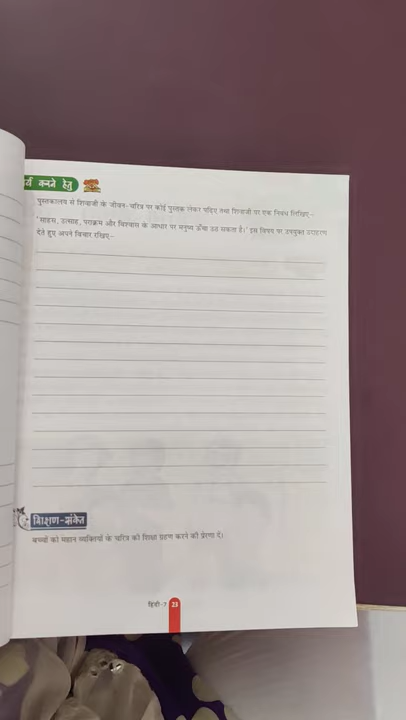 र्य करने हेतु
पुस्तकालय से शिवाजी के जीवन-चरित्र पर कोई पुस्तक लेकर पढ़िए तथा शिवाजी पर एक निबंध लिखिए–
'साहस, उत्साह, पराक्रम और विश्वास के आधार पर मनुष्य ऊँचा उठ सकता है।' इस विषय पर उपयुक्त उदाहरण
देते हुए अपने विचार रखिए–
शिक्षण-संकेत
बच्चों को महान व्यक्तियों के चरित्र की शिक्षा ग्रहण करने की प्रेरणा दें।
हिंदी-7 23